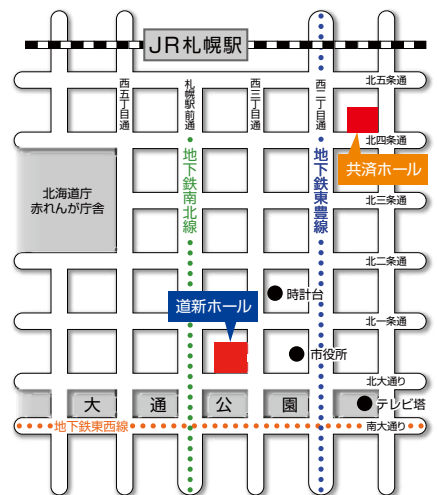 JR札幌駅
北五条通
西五丁目通
札幌駅前通
西三丁目通
西二丁目通
北四条通
共済ホール
地下鉄南北線
地下鉄東豊線
北海道庁
赤れんが庁舎
北三条通
北二条通
時計台
道新ホール
北一条通
市役所
北大通り
大通公園
テレビ塔
地下鉄東西線
南大通り